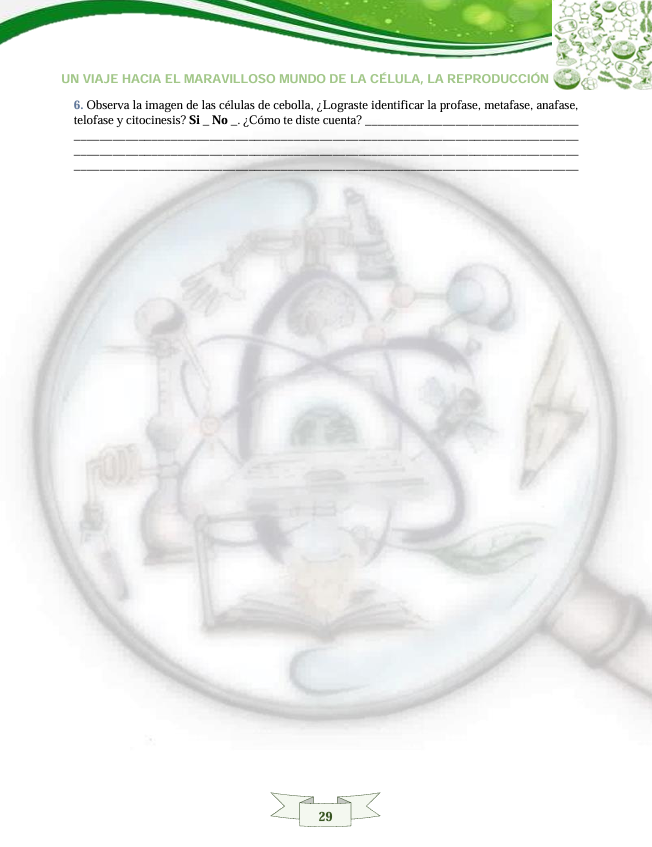 UN VIAJE HACIA EL MARAVILLOSO MUNDO DE LA CÉLULA, LA REPRODUCCIÓN
6. Observa la imagen de las células de cebolla, ¿Lograste identificar la profase, metafase, anafase,
telofase y citocinesis? Si _ No _. ¿Cómo te diste cuenta? _________________________________
______________________________________________________________________________
______________________________________________________________________________
______________________________________________________________________________
29